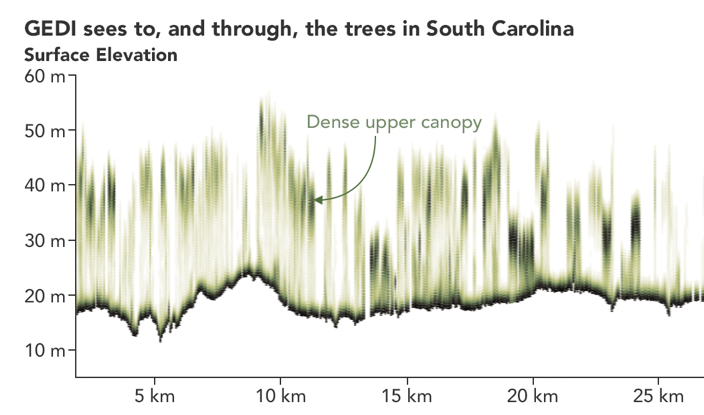 GEDI sees to, and through, the trees in South Carolina
Surface Elevation
60 m
50 m
Dense upper canopy
40 m
30 m
20 m
10 m
5 km 10 km 15 km 20 km 25 km